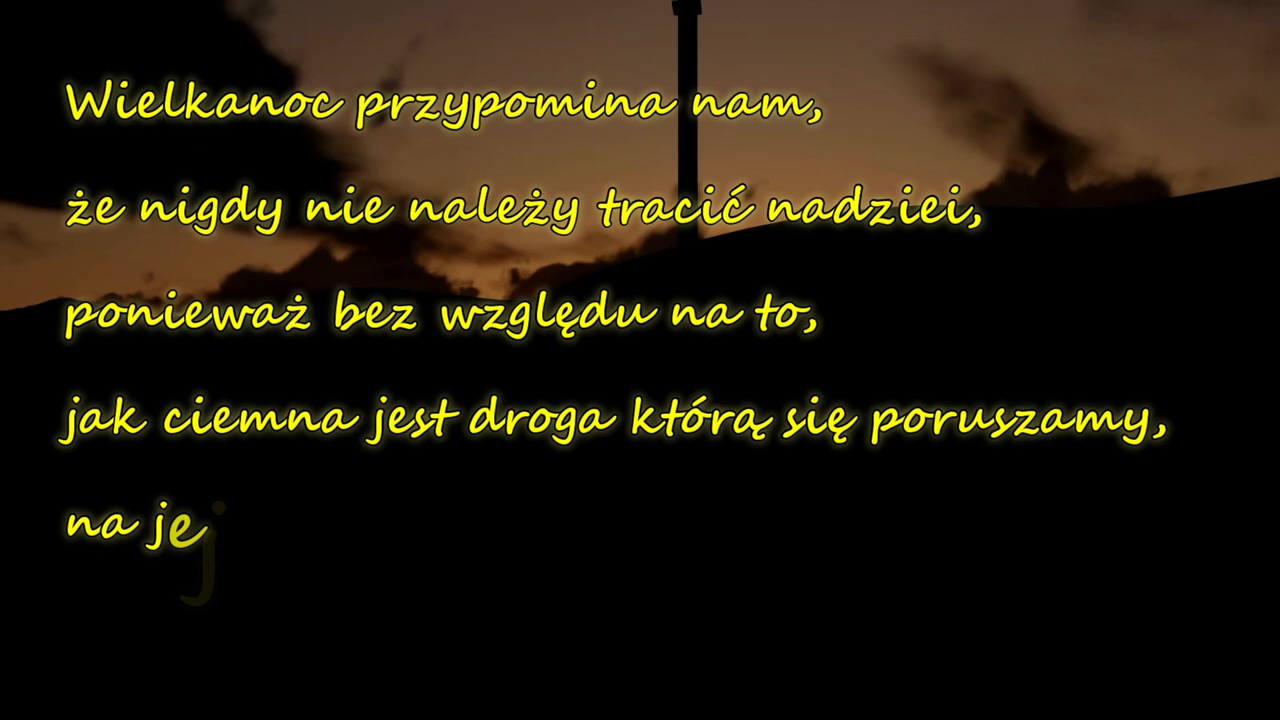 Wielkanoc przypomina nam,
że nigdy nie należy tracić nadziei,
ponieważ bez względu na to,
jak ciemna jest droga którą się poruszamy,
na jej